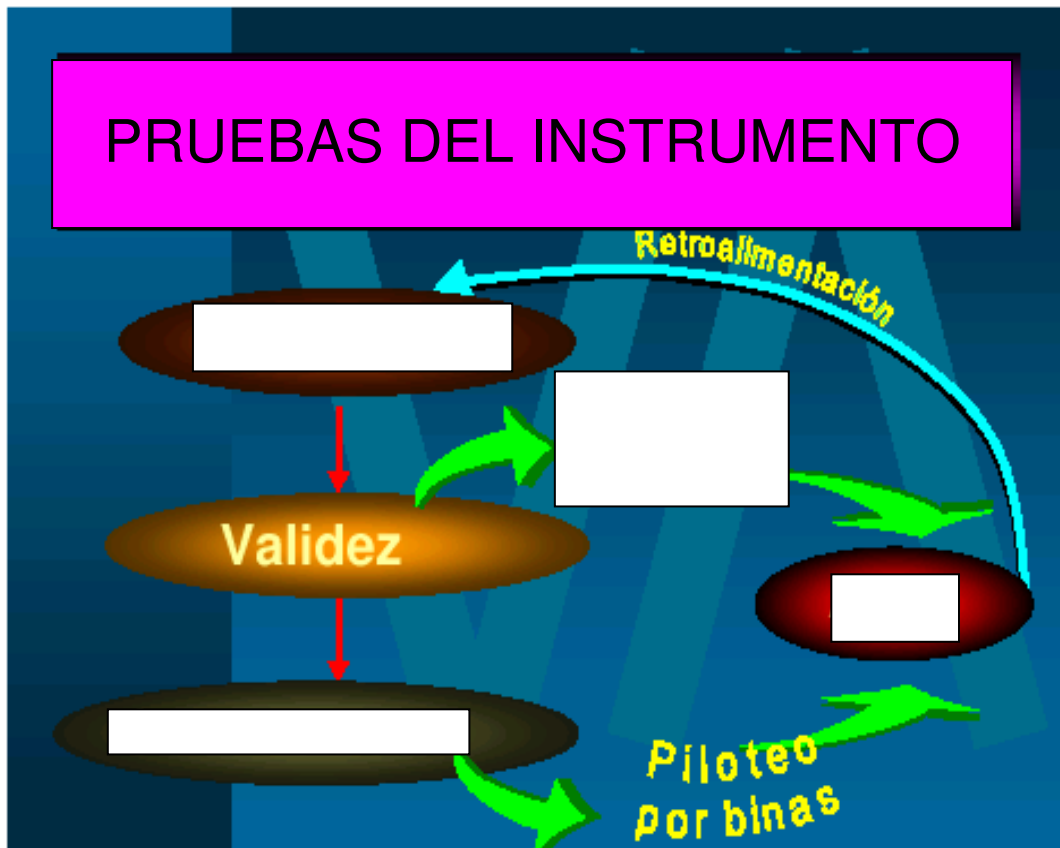 PRUEBAS DEL INSTRUMENTO
Retroalimentación
Validez
Piloteo
por binas